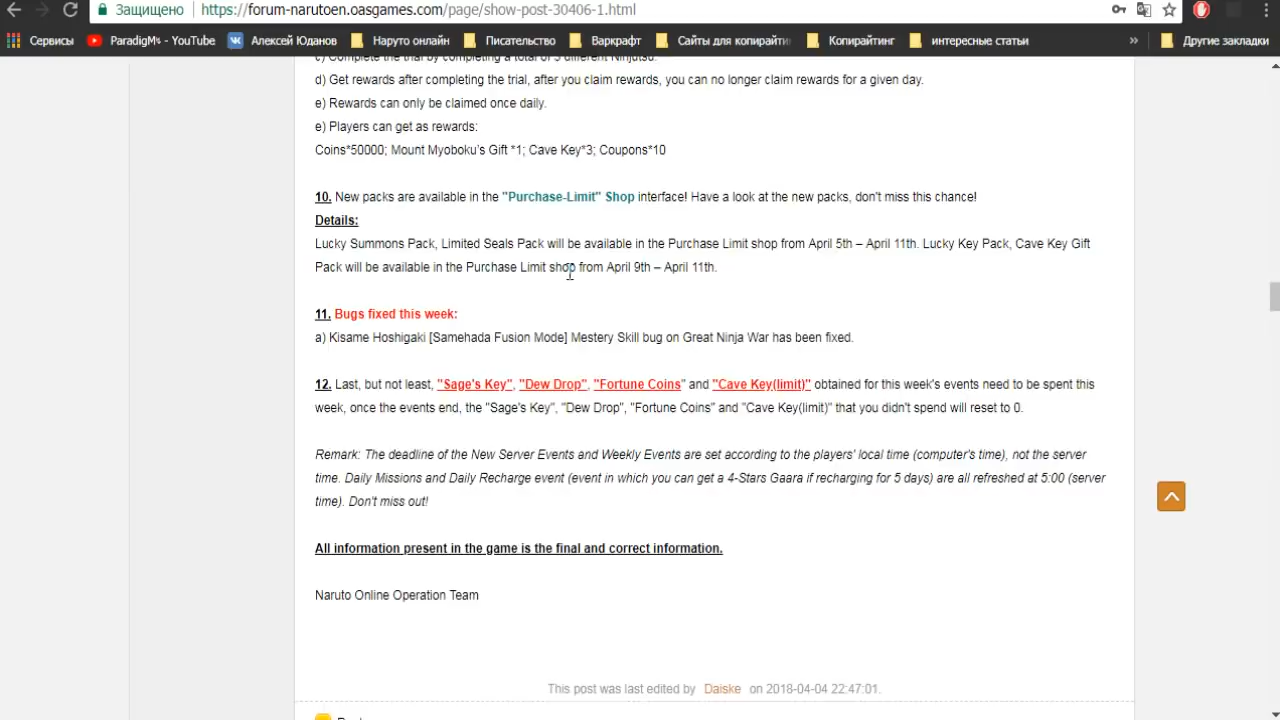 Защищено https://forum-narutoen.oasgames.com/page/show-post-30406-1.html
Сервисы ParadigMъ - YouTube Алексей Юданов Наруто онлайн Писательство Варкрафт Сайты для копирайти Копирайтинг интересные статьи » Другие закладки
c) Complete the trial by completing a total of 5 different Ninjutsu.
d) Get rewards after completing the trial, after you claim rewards, you can no longer claim rewards for a given day.
e) Rewards can only be claimed once daily.
e) Players can get as rewards:
Coins*50000; Mount Myoboku's Gift *1; Cave Key*3; Coupons*10
10. New packs are available in the "Purchase-Limit" Shop interface! Have a look at the new packs, don't miss this chance!
Details:
Lucky Summons Pack, Limited Seals Pack will be available in the Purchase Limit shop from April 5th – April 11th. Lucky Key Pack, Cave Key Gift
Pack will be available in the Purchase Limit shop from April 9th – April 11th.
11. Bugs fixed this week:
a) Kisame Hoshigaki [Samehada Fusion Mode] Mestery Skill bug on Great Ninja War has been fixed.
12. Last, but not least, "Sage's Key", "Dew Drop", "Fortune Coins" and "Cave Key(limit)" obtained for this week's events need to be spent this
week, once the events end, the "Sage's Key", "Dew Drop", "Fortune Coins" and "Cave Key(limit)" that you didn't spend will reset to 0.
Remark: The deadline of the New Server Events and Weekly Events are set according to the players' local time (computer's time), not the server
time. Daily Missions and Daily Recharge event (event in which you can get a 4-Stars Gaara if recharging for 5 days) are all refreshed at 5:00 (server
time). Don't miss out!
All information present in the game is the final and correct information.
Naruto Online Operation Team
This post was last edited by Daiske on 2018-04-04 22:47:01.